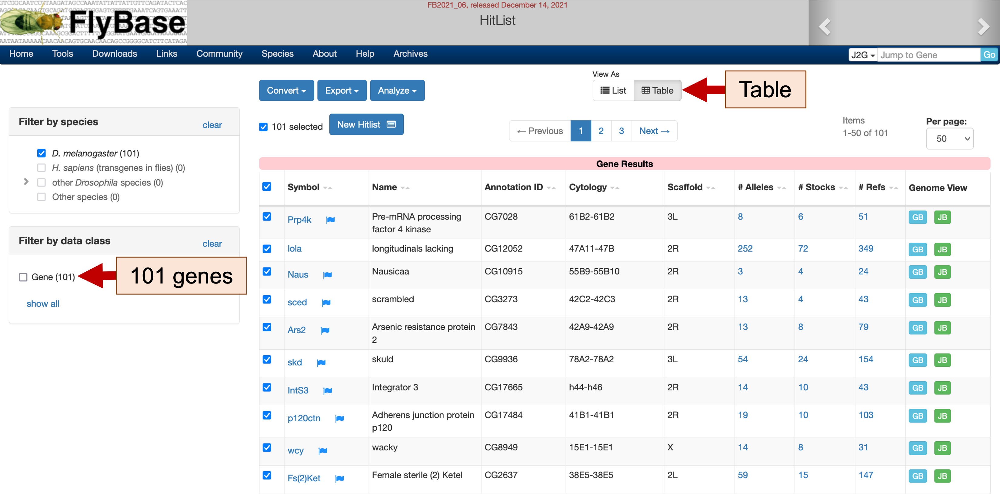 FB2021_06, released December 14, 2021
FlyBase
HitList
Home Tools Downloads Links Community Species About Help Archives J2G Jump to Gene Go
View As
Convert Export Analyze List Table Table
Filter by species clear
101 selected New Hitlist ← Previous 1 2 3 Next → Items 1-50 of 101 Per page: 50
D. melanogaster (101)
H. sapiens (transgenes in flies) (0)
other Drosophila species (0)
Other species (0)
Filter by data class clear
Gene (101) 101 genes
show all
Gene Results
Symbol Name Annotation ID Cytology Scaffold # Alleles # Stocks # Refs Genome View
Prp4k Pre-mRNA processing factor 4 kinase CG7028 61B2-61B2 3L 8 6 51 GB JB
lola longitudinals lacking CG12052 47A11-47B 2R 252 72 349 GB JB
Naus Nausicaa CG10915 55B9-55B10 2R 3 4 24 GB JB
sced scrambled CG3273 42C2-42C3 2R 13 4 43 GB JB
Ars2 Arsenic resistance protein 2 CG7843 42A9-42A9 2R 13 8 79 GB JB
skd skuld CG9936 78A2-78A2 3L 54 24 154 GB JB
IntS3 Integrator 3 CG17665 h44-h46 2R 14 10 43 GB JB
p120ctn Adherens junction protein p120 CG17484 41B1-41B1 2R 19 10 103 GB JB
wcy wacky CG8949 15E1-15E1 X 14 8 31 GB JB
Fs(2)Ket Female sterile (2) Ketel CG2637 38E5-38E5 2L 59 15 147 GB JB